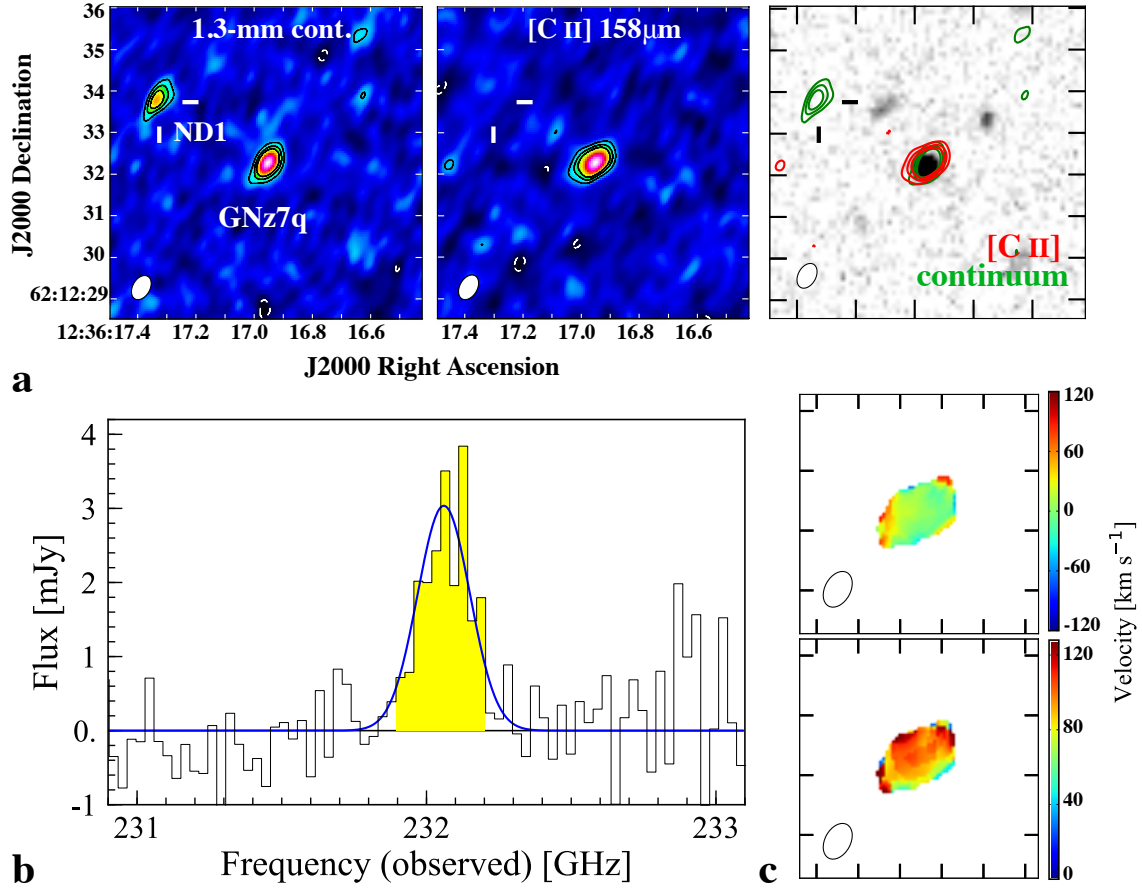 1.3-mm cont.
[C II] 158μm
ND1
GNz7q
[C II]
continuum
36
35
34
33
32
31
30
62:12:29
J2000 Declination
12:36:17.4 17.2 17.0 16.8 16.6
17.4 17.2 17.0 16.8 16.6
J2000 Right Ascension
a
4
3
2
1
0.
-1
Flux [mJy]
231 232 233
Frequency (observed) [GHz]
b
120
60
0
-60
-120
120
80
40
0
Velocity [km s⁻¹]
c